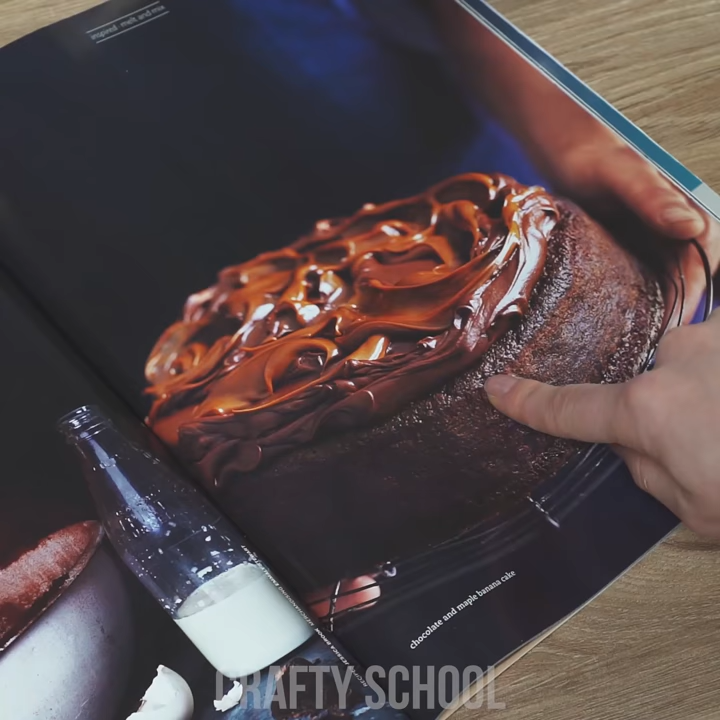 inspired · melt and mix
chocolate and maple banana cake
CRAFTY SCHOOL